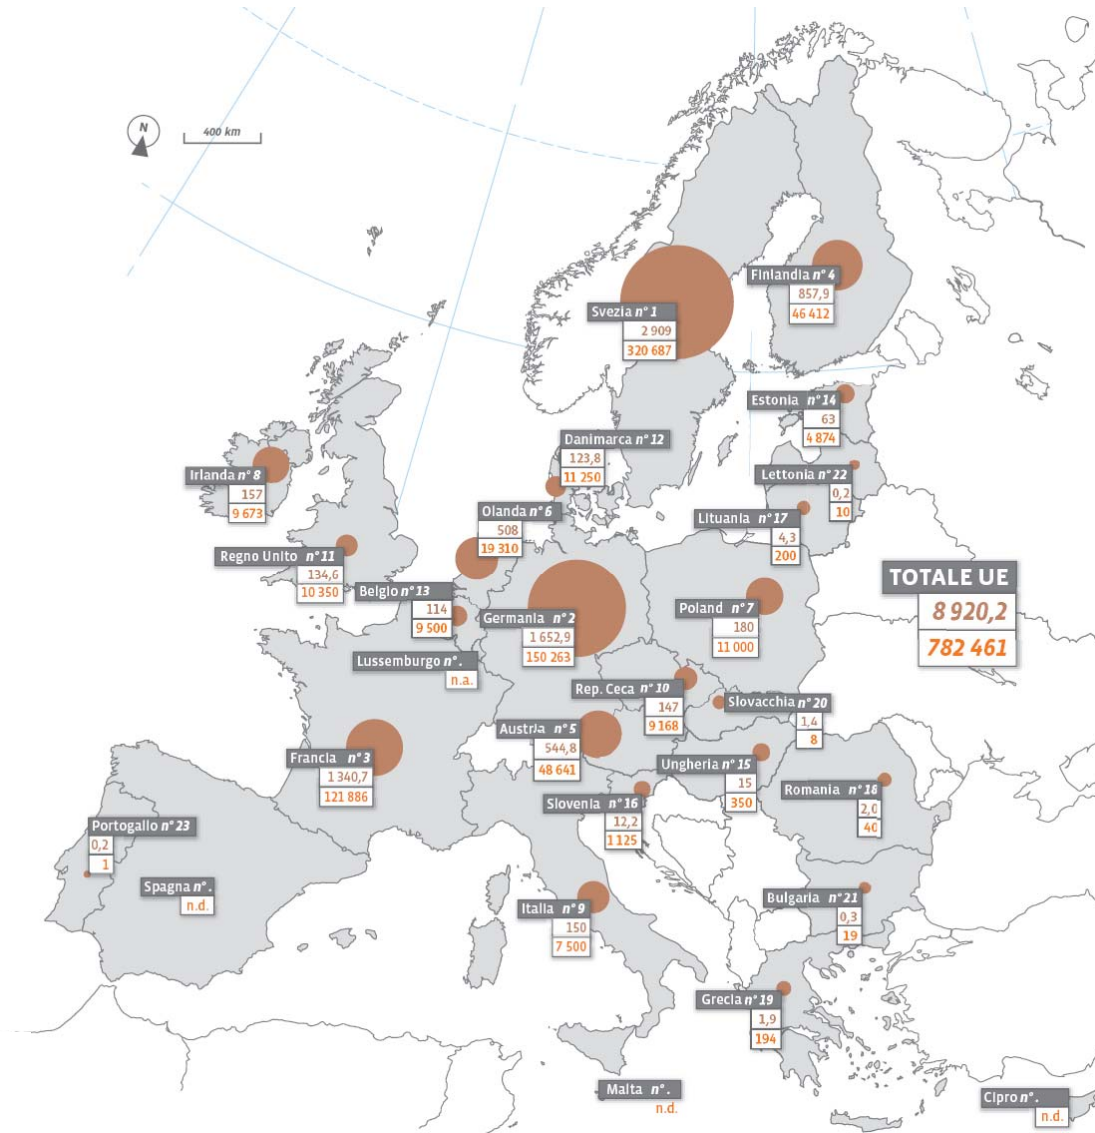 N
400 km
Finlandia n° 4
857,9
46 412
Svezia n° 1
2 909
320 687
Estonia n° 14
63
4 874
Danimarca n° 12
123,8
11 250
Irlanda n° 8
157
9 673
Lettonia n° 22
0,2
10
Olanda n° 6
508
19 310
Lituania n° 17
4,3
200
Regno Unito n° 11
134,6
10 350
TOTALE UE
8 920,2
782 461
Belgio n° 13
114
9 500
Germania n° 2
1 652,9
150 263
Poland n° 7
180
11 000
Lussemburgo n° .
n.a.
Rep. Ceca n° 10
147
9 168
Slovacchia n° 20
1,4
8
Austria n° 5
544,8
48 641
Francia n° 3
1 340,7
121 886
Ungheria n° 15
15
350
Romania n° 18
2,0
40
Slovenia n° 16
12,2
1 125
Portogallo n° 23
0,2
1
Spagna n° .
n.d.
Bulgaria n° 21
0,3
19
Italia n° 9
150
7 500
Grecia n° 19
1,9
194
Malta n° .
n.d.
Cipro n° .
n.d.